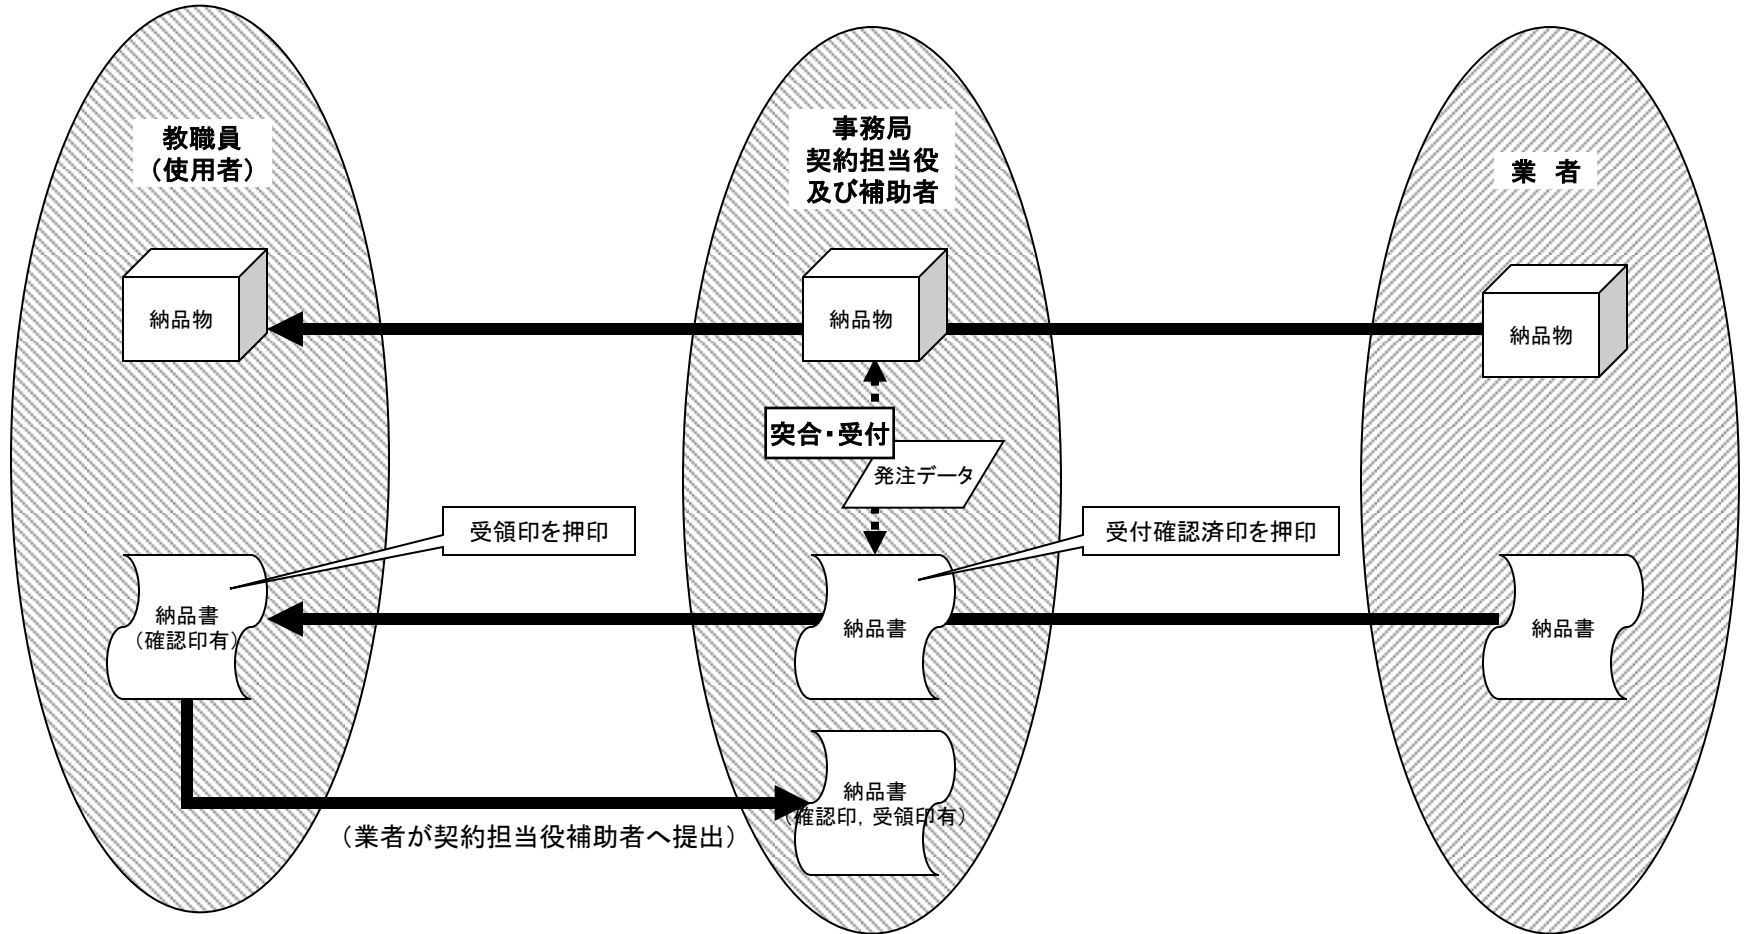 教職員
（使用者）
事務局
契約担当役
及び補助者
業　者
納品物
納品物
納品物
突合・受付
発注データ
受領印を押印
受付確認済印を押印
納品書
（確認印有）
納品書
納品書
納品書
（確認印，受領印有）
（業者が契約担当役補助者へ提出）